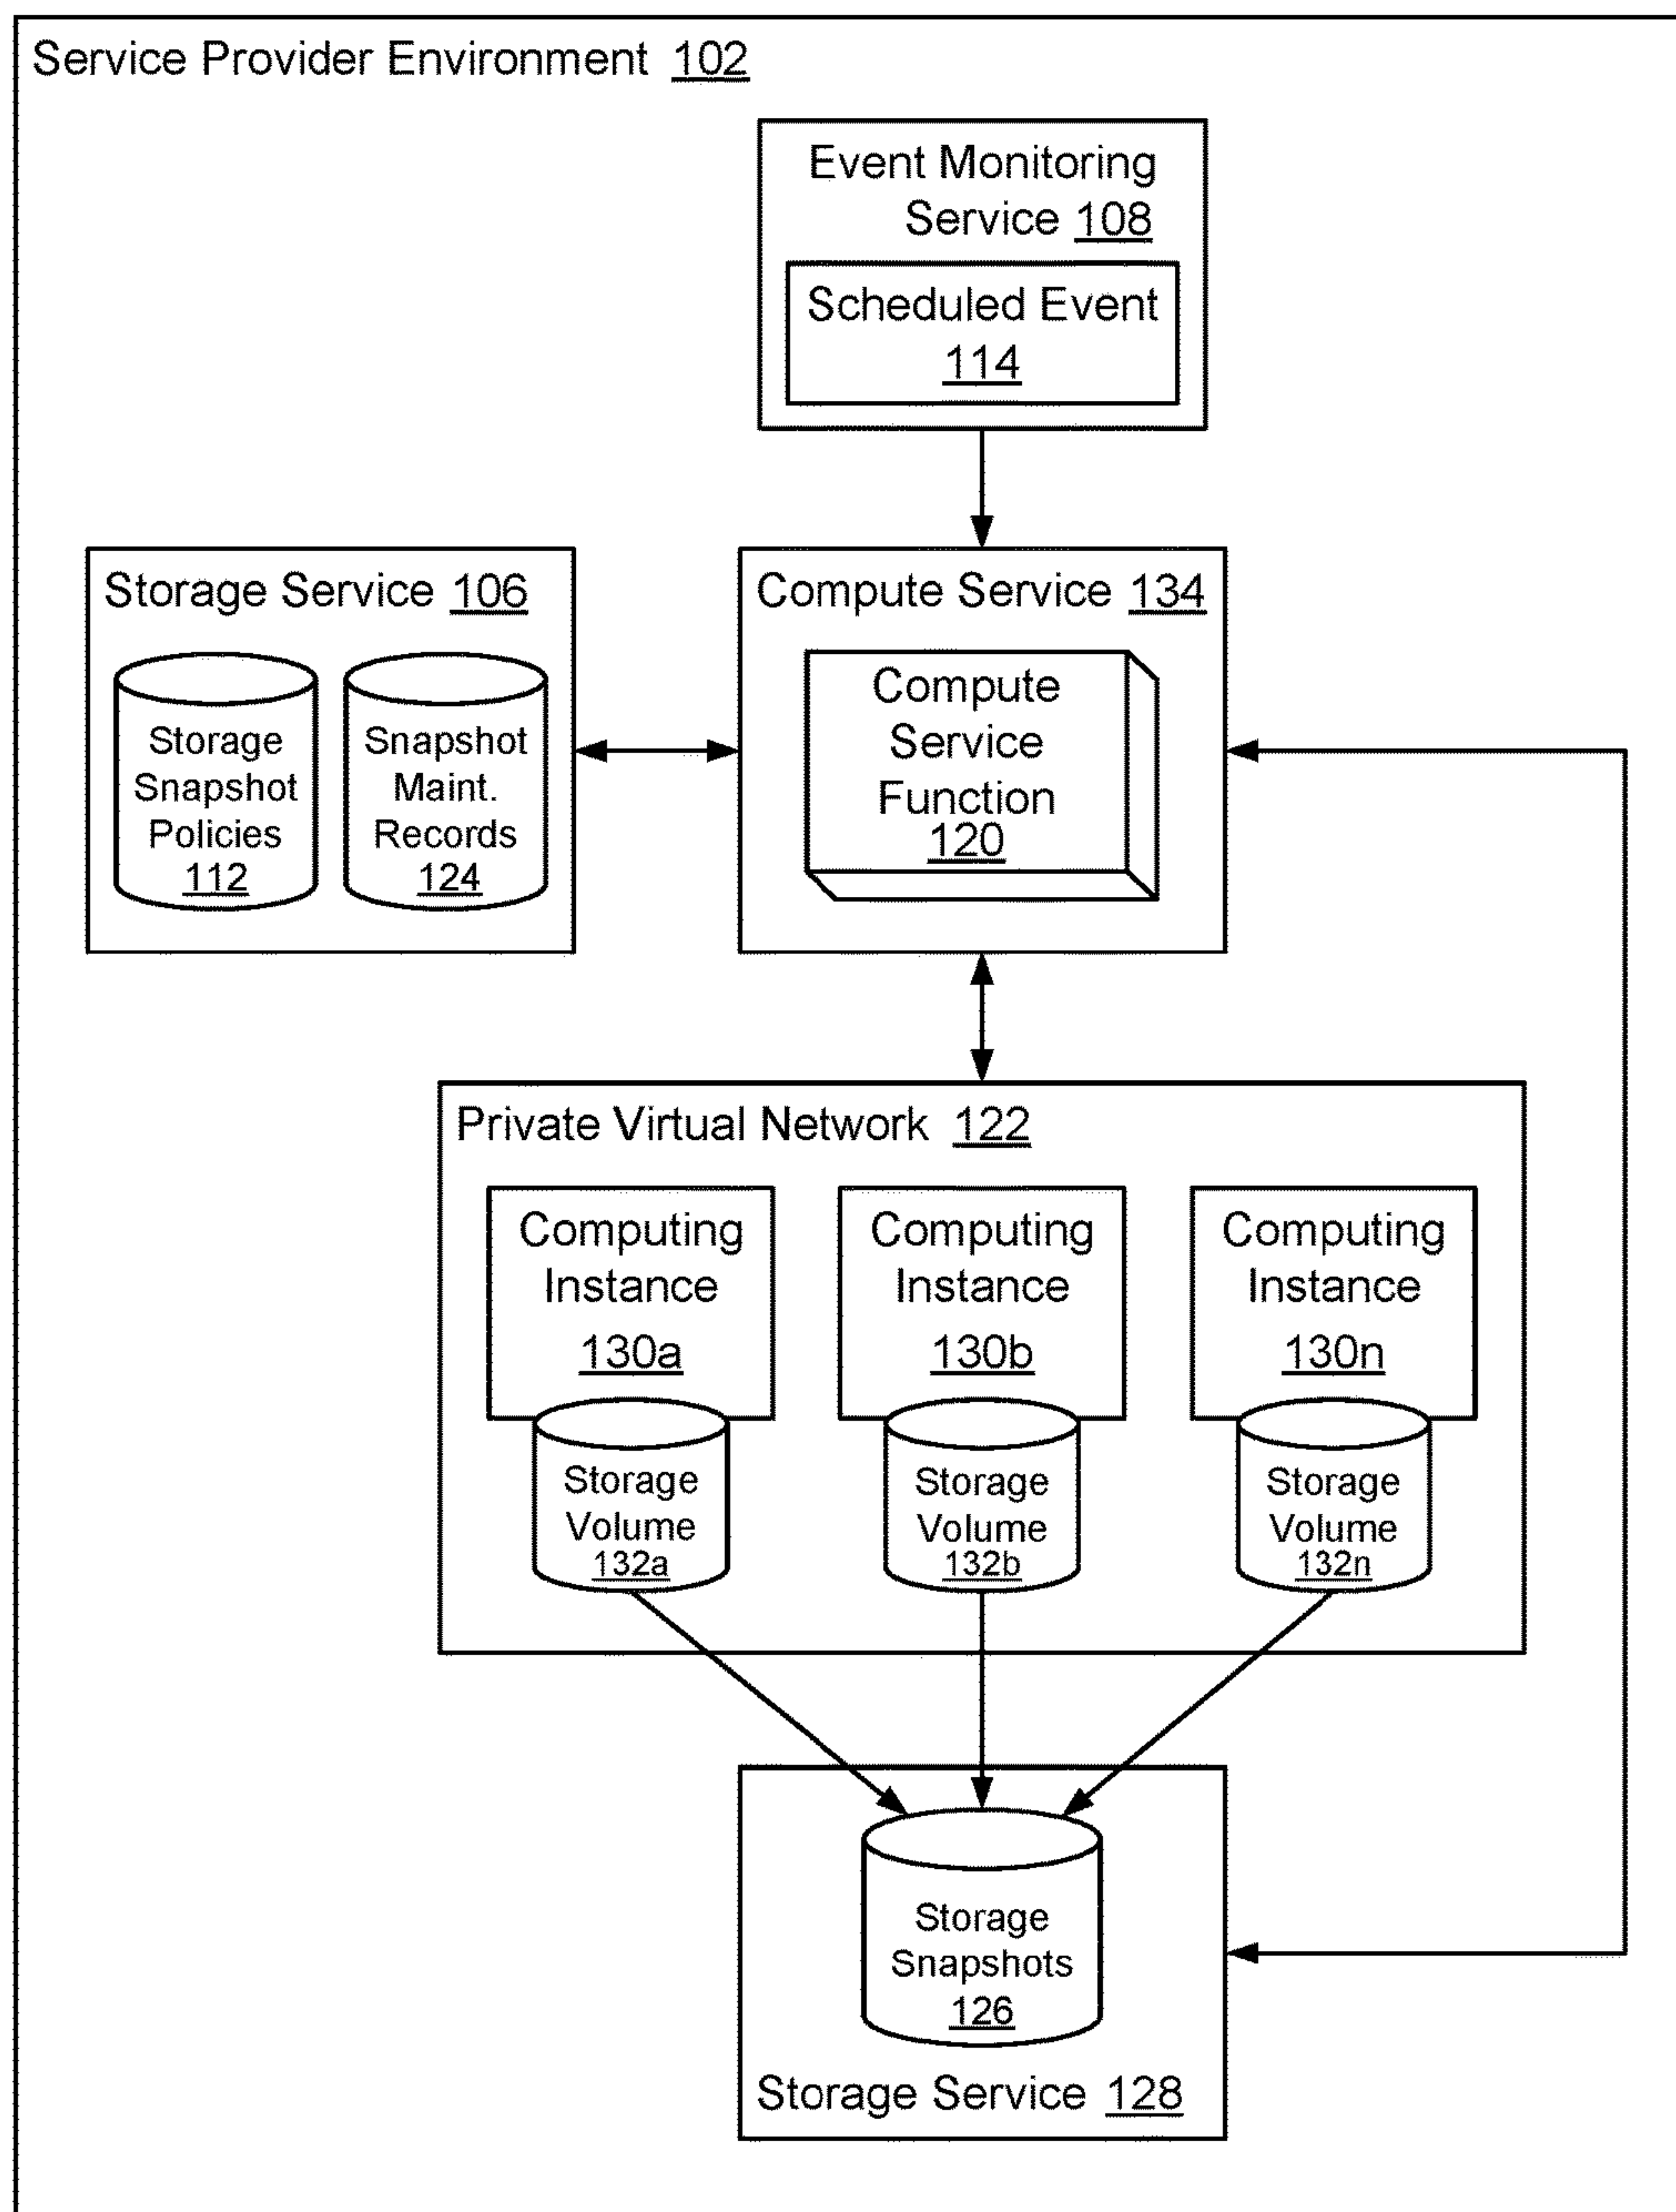 Service Provider Environment 102
Event Monitoring
Service 108
Scheduled Event
114
Storage Service 106
Storage
Snapshot
Policies
112
Snapshot
Maint.
Records
124
Compute Service 134
Compute
Service
Function
120
Private Virtual Network 122
Computing
Instance
130a
Storage
Volume
132a
Computing
Instance
130b
Storage
Volume
132b
Computing
Instance
130n
Storage
Volume
132n
Storage
Snapshots
126
Storage Service 128